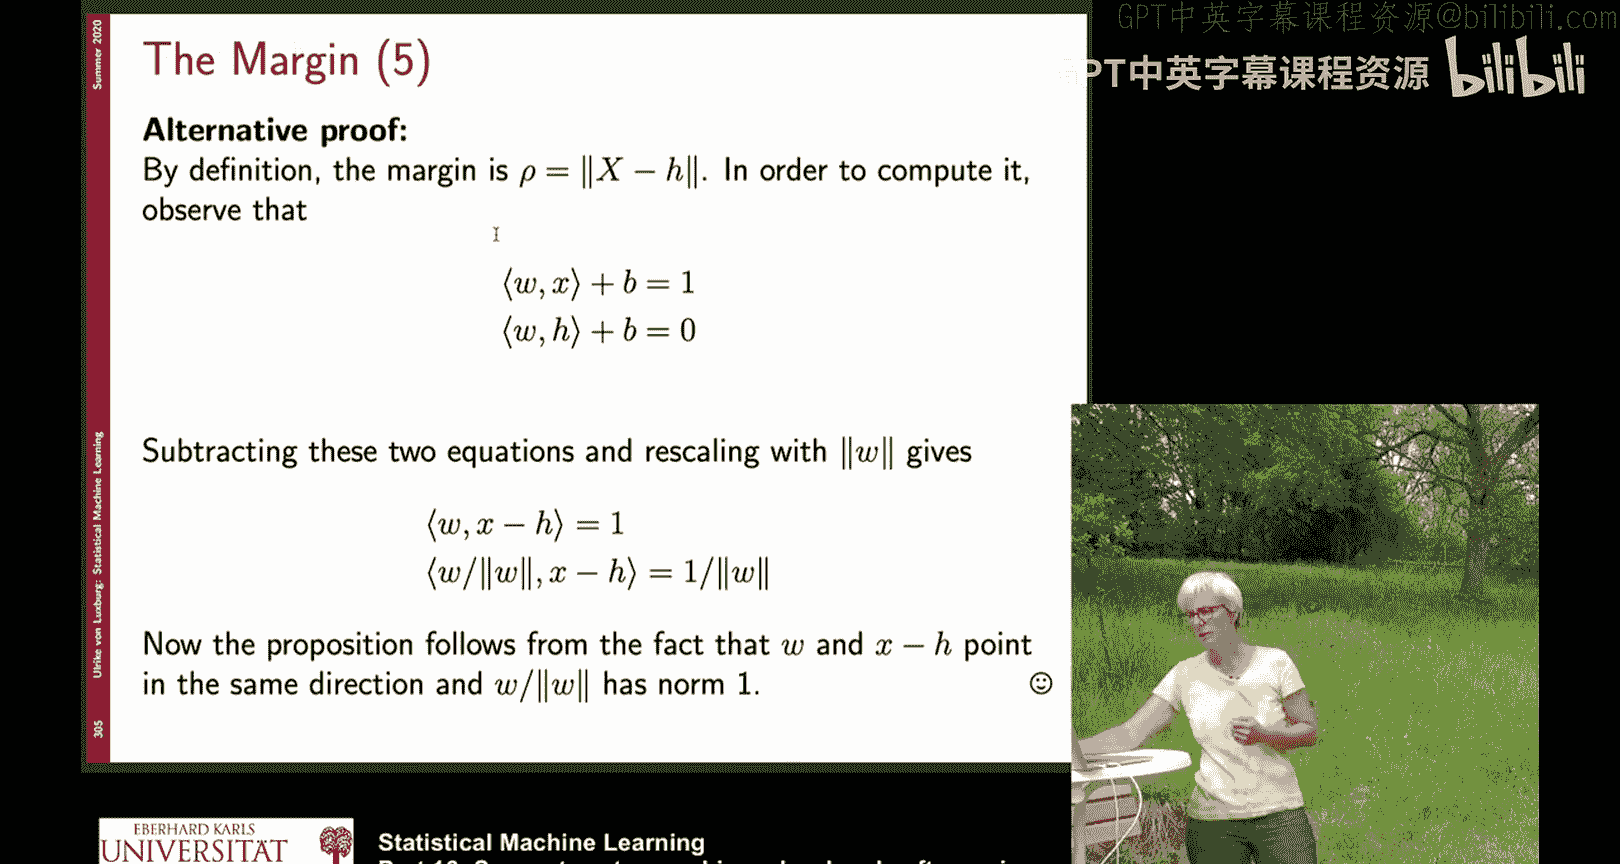 GPT中英字幕课程资源@bilibili.com
PT中英字幕课程资源 bilibili
Summer 2020
The Margin (5)
Alternative proof:
By definition, the margin is ρ = ‖X − h‖. In order to compute it,
observe that
⟨w, x⟩ + b = 1
⟨w, h⟩ + b = 0
Subtracting these two equations and rescaling with ‖w‖ gives
⟨w, x − h⟩ = 1
⟨w/‖w‖, x − h⟩ = 1/‖w‖
Now the proposition follows from the fact that w and x − h point
in the same direction and w/‖w‖ has norm 1. ☺
Ulrike von Luxburg: Statistical Machine Learning
305
EBERHARD KARLS
UNIVERSITÄT
Statistical Machine Learning